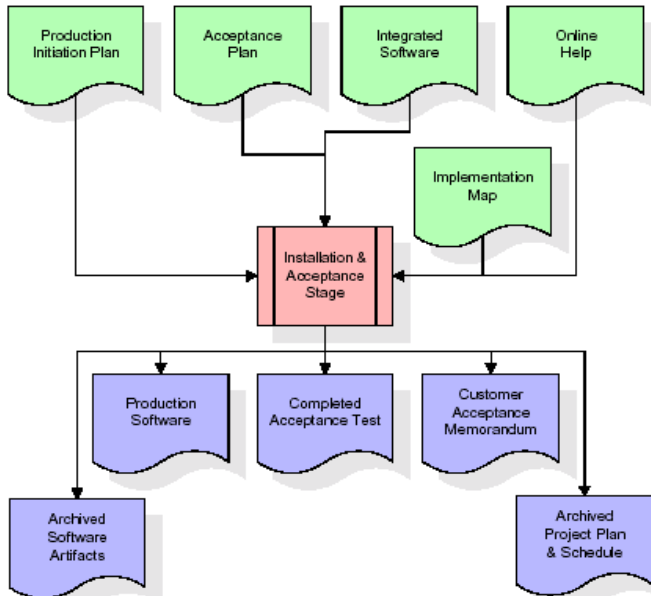 Production
Initiation Plan
Acceptance
Plan
Integrated
Software
Online
Help
Implementation
Map
Installation &
Acceptance
Stage
Production
Software
Completed
Acceptance Test
Customer
Acceptance
Memorandum
Archived
Software
Artifacts
Archived
Project Plan
& Schedule